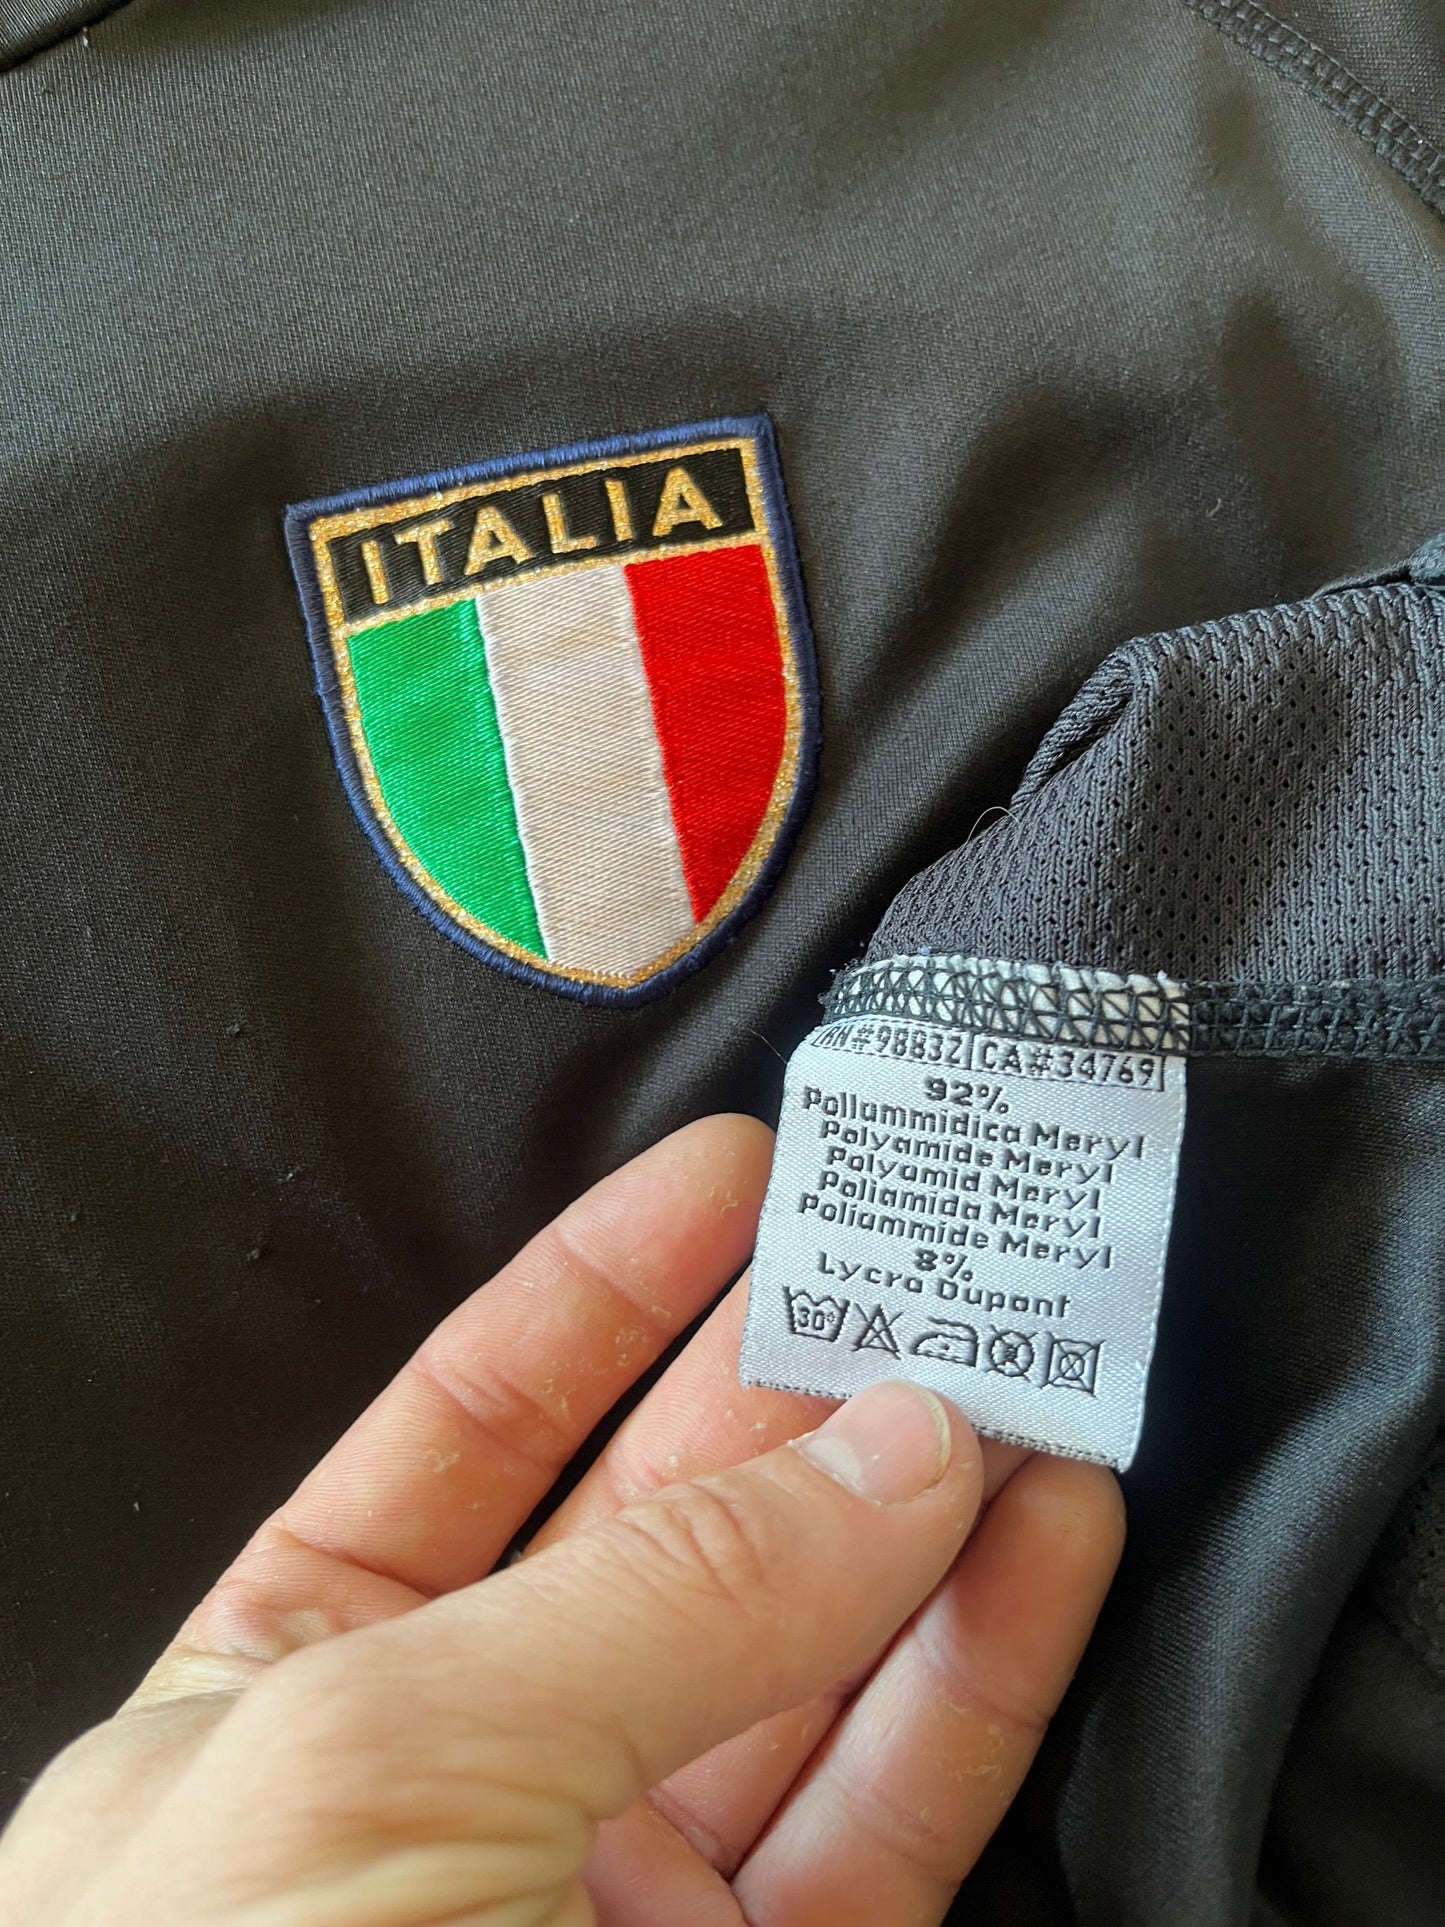 ITALIA
RN#98832 CA#34769
92%
Pollummidica Meryl
Polyamide Meryl
Polyamid Meryl
Poliamida Meryl
Poliammide Meryl
8%
Lycra Dupont
30°